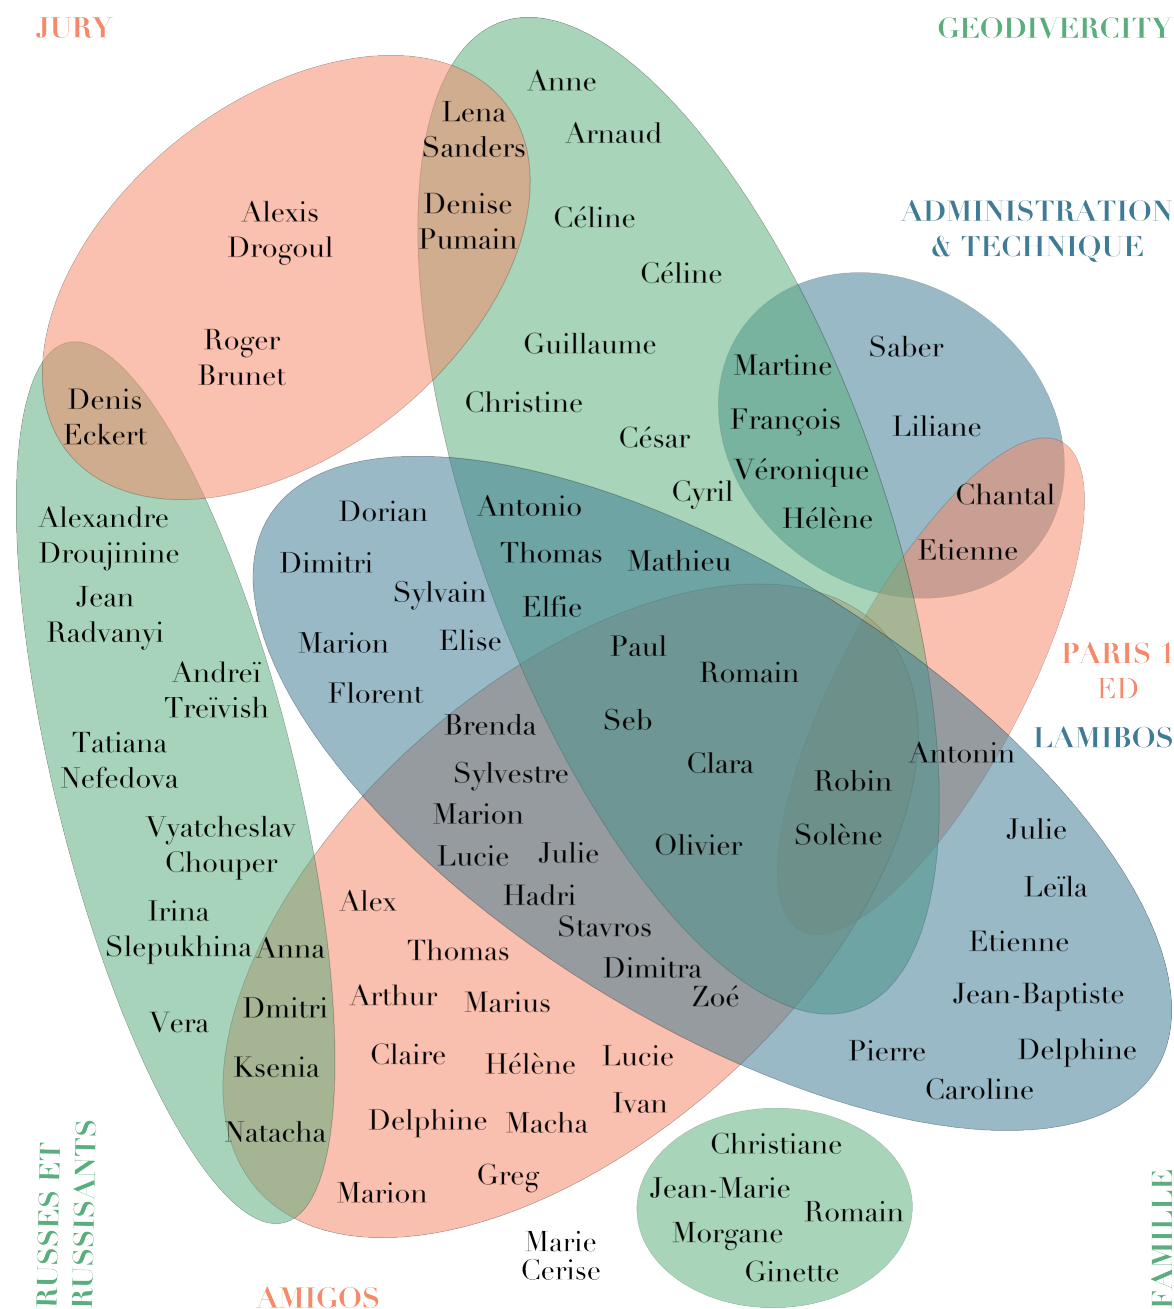 JURY
GEODIVERCITY
Anne
Lena
Sanders
Arnaud
Denise
Pumain
Alexis
Drogoul
Céline
ADMINISTRATION
& TECHNIQUE
Céline
Roger
Brunet
Guillaume
Martine
Saber
Denis
Eckert
Christine
César
François
Liliane
Véronique
Cyril
Chantal
Alexandre
Droujinine
Dorian
Antonio
Hélène
Etienne
Dimitri
Thomas
Mathieu
Jean
Radvanyi
Sylvain
Elfie
Marion
Elise
Paul
PARIS 1
ED
Andreï
Treïvish
Florent
Romain
Brenda
Seb
LAMIBOS
Tatiana
Nefedova
Sylvestre
Clara
Antonin
Robin
Marion
Vyatcheslav
Chouper
Lucie
Julie
Olivier
Solène
Julie
Hadri
Leïla
Irina
Slepukhina
Alex
Stavros
Anna
Thomas
Dimitra
Etienne
Dmitri
Arthur
Marius
Zoé
Jean-Baptiste
Vera
Ksenia
Claire
Hélène
Lucie
Pierre
Delphine
Ivan
Caroline
Natacha
Delphine
Macha
Christiane
Marion
Greg
Jean-Marie
Romain
Morgane
Marie
Cerise
Ginette
RUSSES ET
RUSSISANTS
AMIGOS
FAMILLE